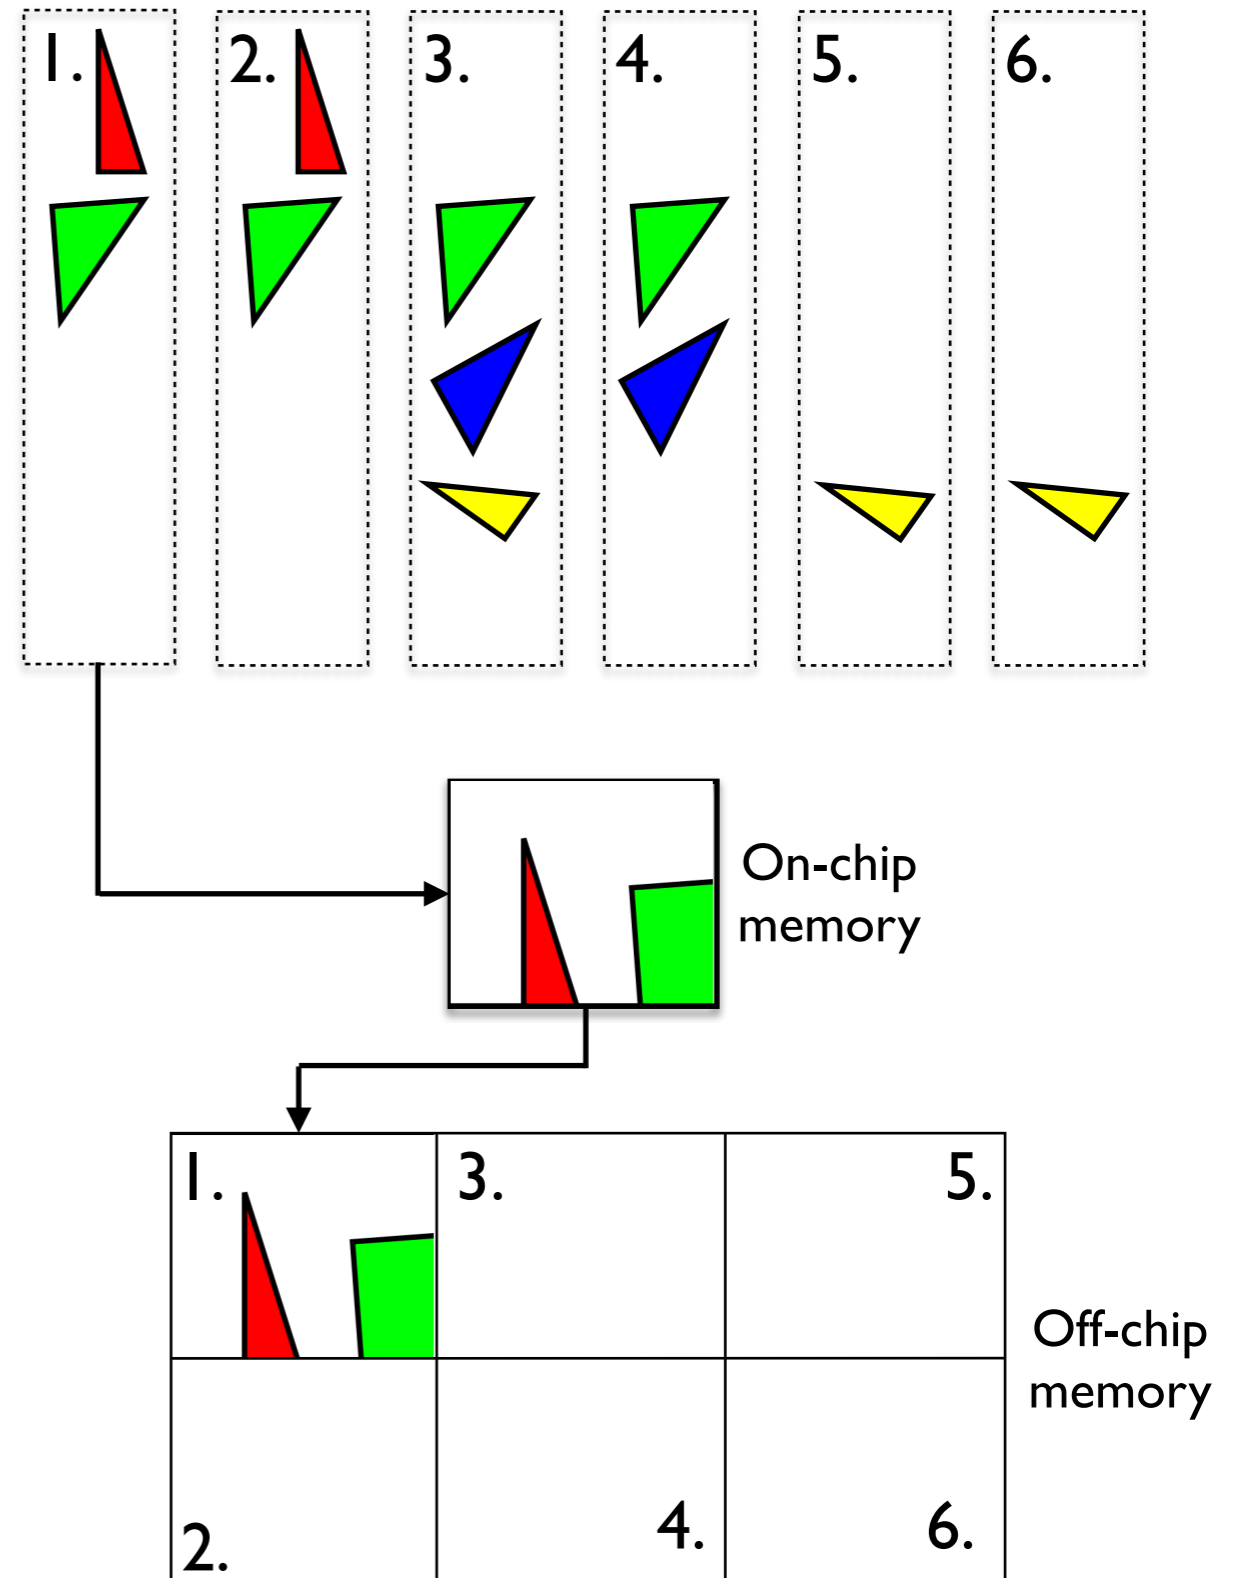 1. 2. 3. 4. 5. 6.
On-chip
memory
1. 3. 5.
Off-chip
memory
2. 4. 6.